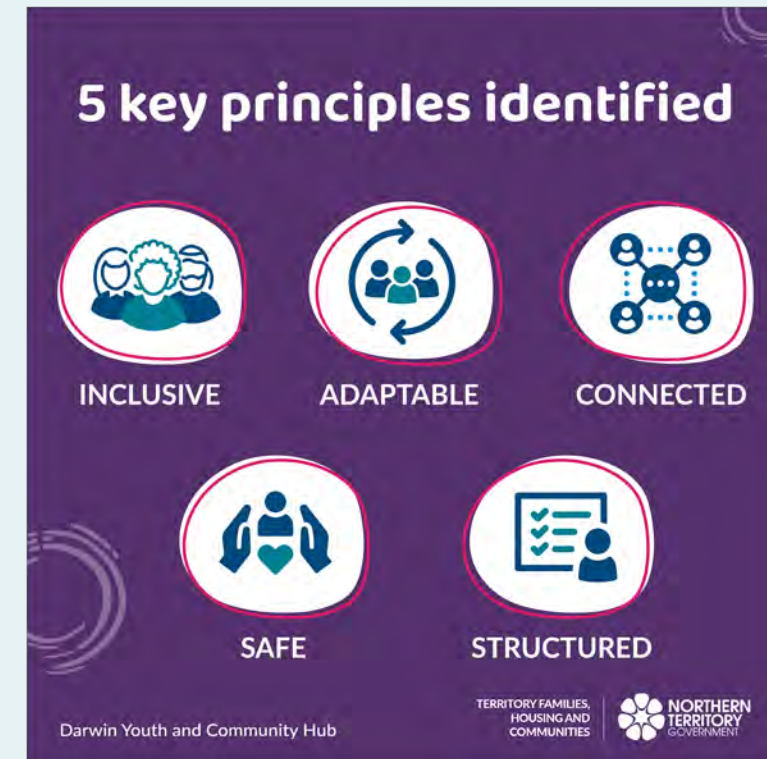 5 key principles identified
INCLUSIVE
ADAPTABLE
CONNECTED
SAFE
STRUCTURED
Darwin Youth and Community Hub
TERRITORY FAMILIES,
HOUSING AND
COMMUNITIES
NORTHERN
TERRITORY
GOVERNMENT